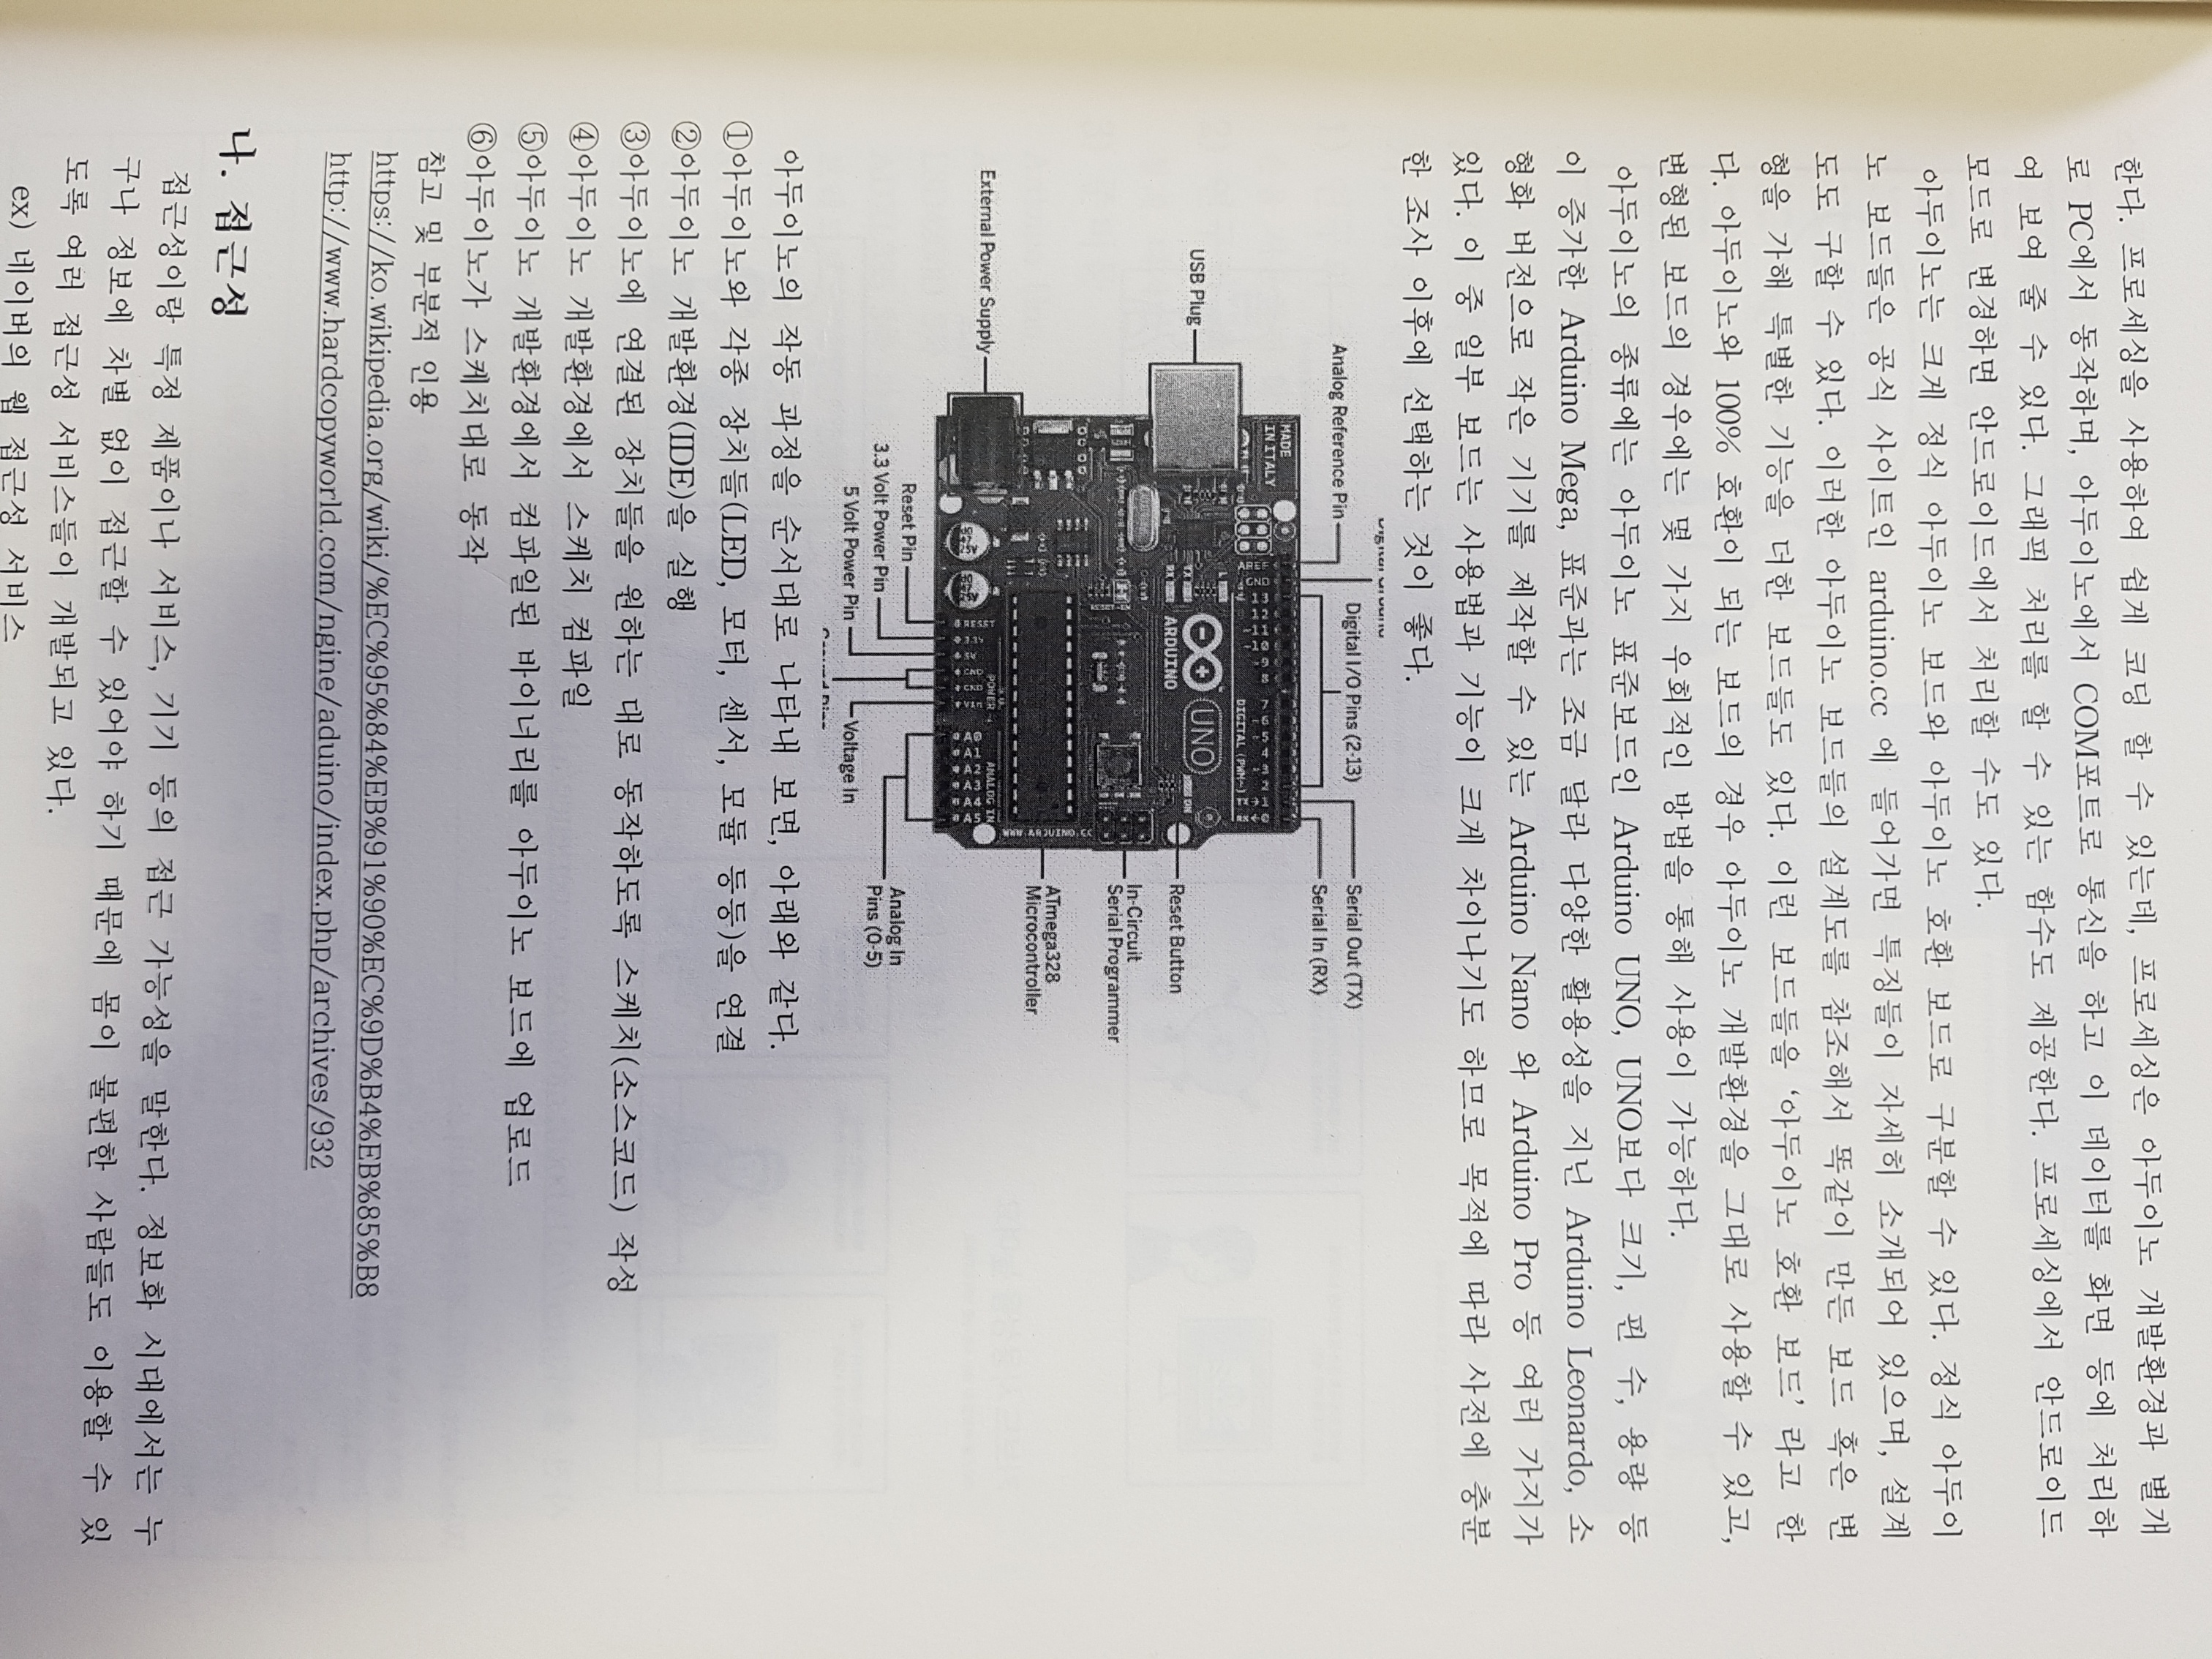 한다. 프로세싱을 사용하여 쉽게 코딩 할 수 있는데, 프로세싱은 아두이노 개발환경과 별개
로 PC에서 동작하며, 아두이노에서 COM포트로 통신을 하고 이 데이터를 화면 등에 처리하
여 보여 줄 수 있다. 그래픽 처리를 할 수 있는 함수도 제공한다. 프로세싱에서 안드로이드
모드로 변경하면 안드로이드에서 처리할 수도 있다.
아두이노는 크게 정식 아두이노 보드와 아두이노 호환 보드로 구분할 수 있다. 정식 아두이
노 보드들은 공식 사이트인 arduino.cc 에 들어가면 특징들이 자세히 소개되어 있으며, 설계
도도 구할 수 있다. 이러한 아두이노 보드들의 설계도를 참조해서 똑같이 만든 보드 혹은 변
형을 가해 특별한 기능을 더한 보드들도 있다. 이런 보드들을 ‘아두이노 호환 보드’ 라고 한
다. 아두이노와 100% 호환이 되는 보드의 경우 아두이노 개발환경을 그대로 사용할 수 있고,
변형된 보드의 경우에는 몇 가지 우회적인 방법을 통해 사용이 가능하다.
아두이노의 종류에는 아두이노 표준보드인 Arduino UNO, UNO보다 크기, 핀 수, 용량 등
이 증가한 Arduino Mega, 표준과는 조금 달라 다양한 활용성을 지닌 Arduino Leonardo, 소
형화 버전으로 작은 기기를 제작할 수 있는 Arduino Nano 와 Arduino Pro 등 여러 가지가
있다. 이 중 일부 보드는 사용법과 기능이 크게 차이나기도 하므로 목적에 따라 사전에 충분
한 조사 이후에 선택하는 것이 좋다.
Digital Ground
Analog Reference Pin
Digital I/O Pins (2-13)
Serial Out (TX)
Serial In (RX)
MADE
IN ITALY
AREF
GND
13
12
~11
~10
~9
8
7
~6
~5
4
~3
2
TX→1
RX←0
DIGITAL (PWM~)
L
TX
RX
UNO
ARDUINO
ON
USB Plug
Reset Button
In-Circuit
Serial Programmer
ATmega328
Microcontroller
WWW.ARDUINO.CC
External Power Supply
POWER
ANALOG IN
RESET
3.3V
5V
GND
GND
Vin
A0
A1
A2
A3
A4
A5
Reset Pin
3.3 Volt Power Pin
5 Volt Power Pin
Ground Pins
Voltage In
Analog In
Pins (0-5)
아두이노의 작동 과정을 순서대로 나타내 보면, 아래와 같다.
①아두이노와 각종 장치들(LED, 모터, 센서, 모듈 등등)을 연결
②아두이노 개발환경(IDE)을 실행
③아두이노에 연결된 장치들을 원하는 대로 동작하도록 스케치(소스코드) 작성
④아두이노 개발환경에서 스케치 컴파일
⑤아두이노 개발환경에서 컴파일된 바이너리를 아두이노 보드에 업로드
⑥아두이노가 스케치대로 동작
참고 및 부분적 인용
https://ko.wikipedia.org/wiki/%EC%95%84%EB%91%90%EC%9D%B4%EB%85%B8
http://www.hardcopyworld.com/ngine/aduino/index.php/archives/932
나. 접근성
접근성이랑 특정 제품이나 서비스, 기기 등의 접근 가능성을 말한다. 정보화 시대에서는 누
구나 정보에 차별 없이 접근할 수 있어야 하기 때문에 몸이 불편한 사람들도 이용할 수 있
도록 여러 접근성 서비스들이 개발되고 있다.
ex) 네이버의 웹 접근성 서비스